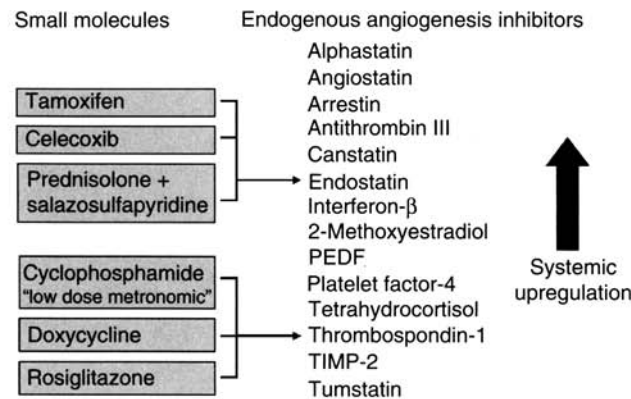 Small molecules
Endogenous angiogenesis inhibitors
Tamoxifen
Celecoxib
Prednisolone +
salazosulfapyridine
Cyclophosphamide
"low dose metronomic"
Doxycycline
Rosiglitazone
Alphastatin
Angiostatin
Arrestin
Antithrombin III
Canstatin
Endostatin
Interferon-β
2-Methoxyestradiol
PEDF
Platelet factor-4
Tetrahydrocortisol
Thrombospondin-1
TIMP-2
Tumstatin
Systemic
upregulation